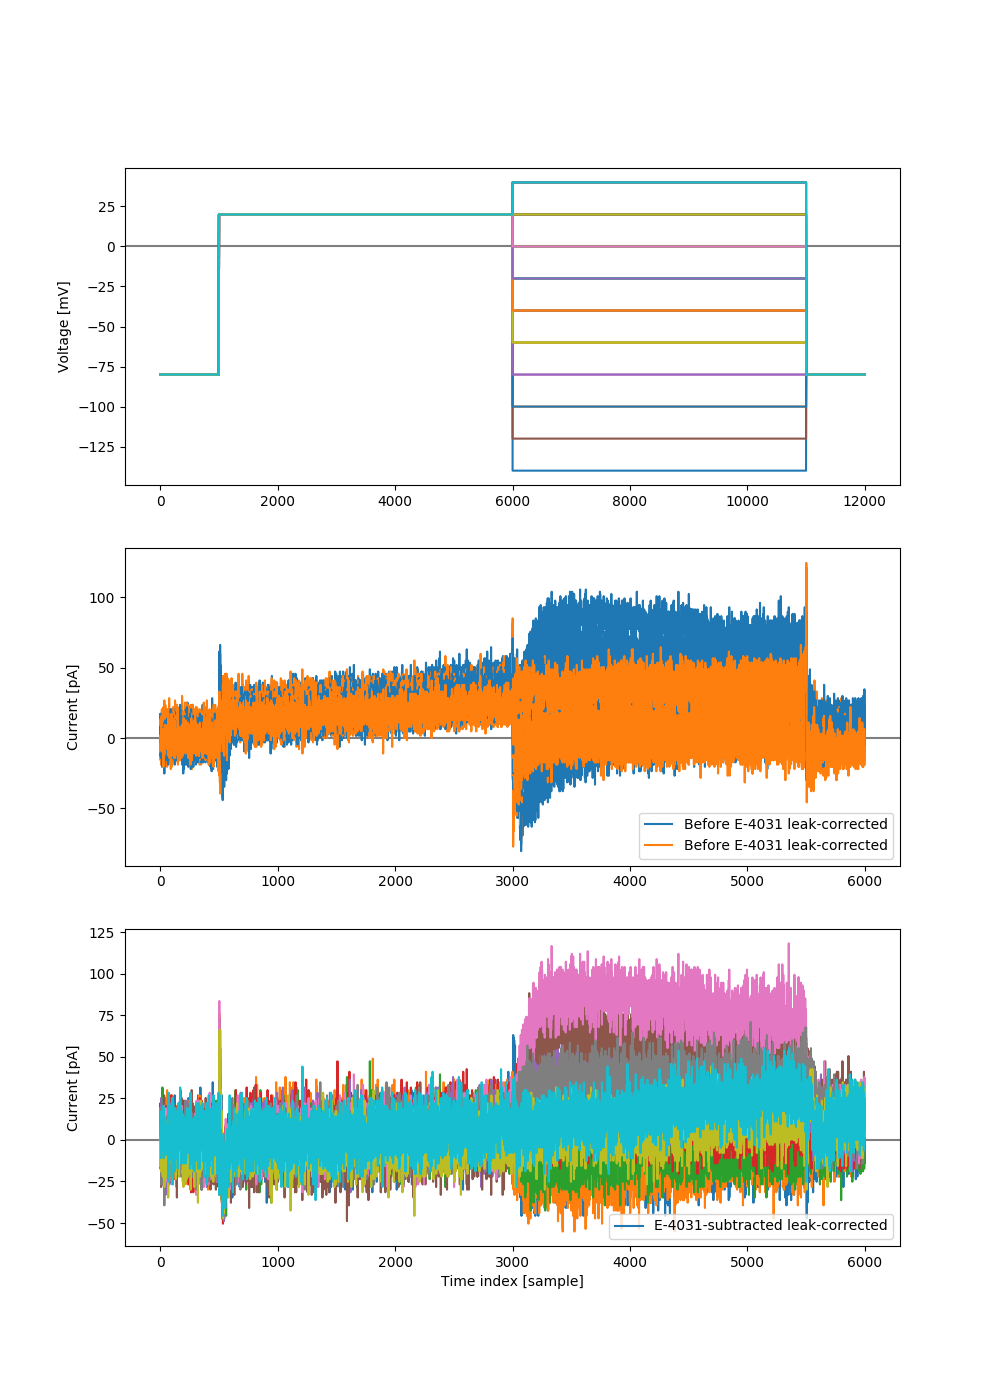 25
0
−25
−50
−75
−100
−125
Voltage [mV]
0 2000 4000 6000 8000 10000 12000
100
50
0
−50
Current [pA]
Before E-4031 leak-corrected
Before E-4031 leak-corrected
0 1000 2000 3000 4000 5000 6000
125
100
75
50
25
0
−25
−50
Current [pA]
E-4031-subtracted leak-corrected
0 1000 2000 3000 4000 5000 6000
Time index [sample]